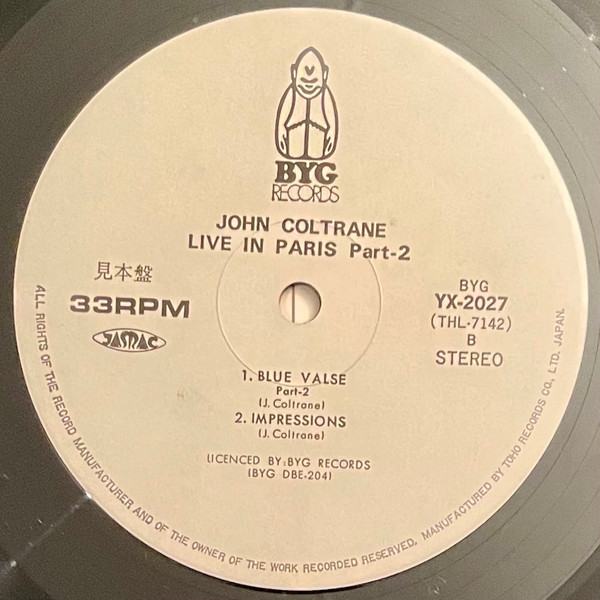 BYG
RECORDS
JOHN COLTRANE
LIVE IN PARIS Part-2
見本盤
33RPM
JASRAC
BYG
YX-2027
(THL-7142)
B
STEREO
1. BLUE VALSE
Part-2
(J. Coltrane)
2. IMPRESSIONS
(J. Coltrane)
LICENCED BY: BYG RECORDS
(BYG DBE-204)
ALL RIGHTS OF THE RECORD MANUFACTURER AND OF THE OWNER OF THE WORK RECORDED RESERVED. MANUFACTURED BY TOHO RECORDS CO., LTD. JAPAN.